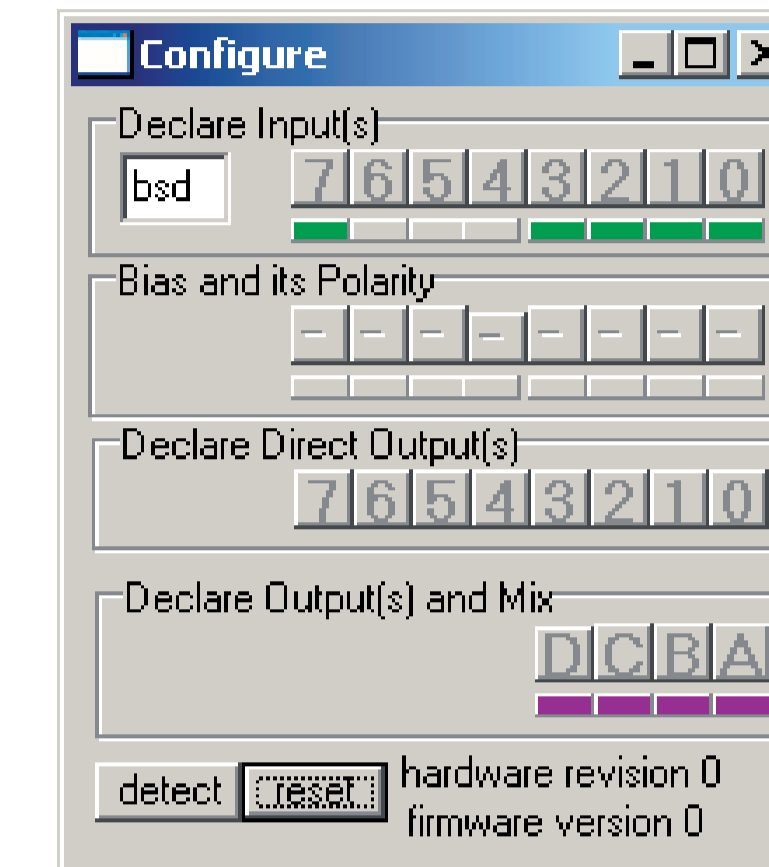 Configure
Declare Input(s)
bsd 7 6 5 4 3 2 1 0
Bias and its Polarity
- - - - - - - -
Declare Direct Output(s)
7 6 5 4 3 2 1 0
Declare Output(s) and Mix
D C B A
detect reset hardware revision 0
firmware version 0